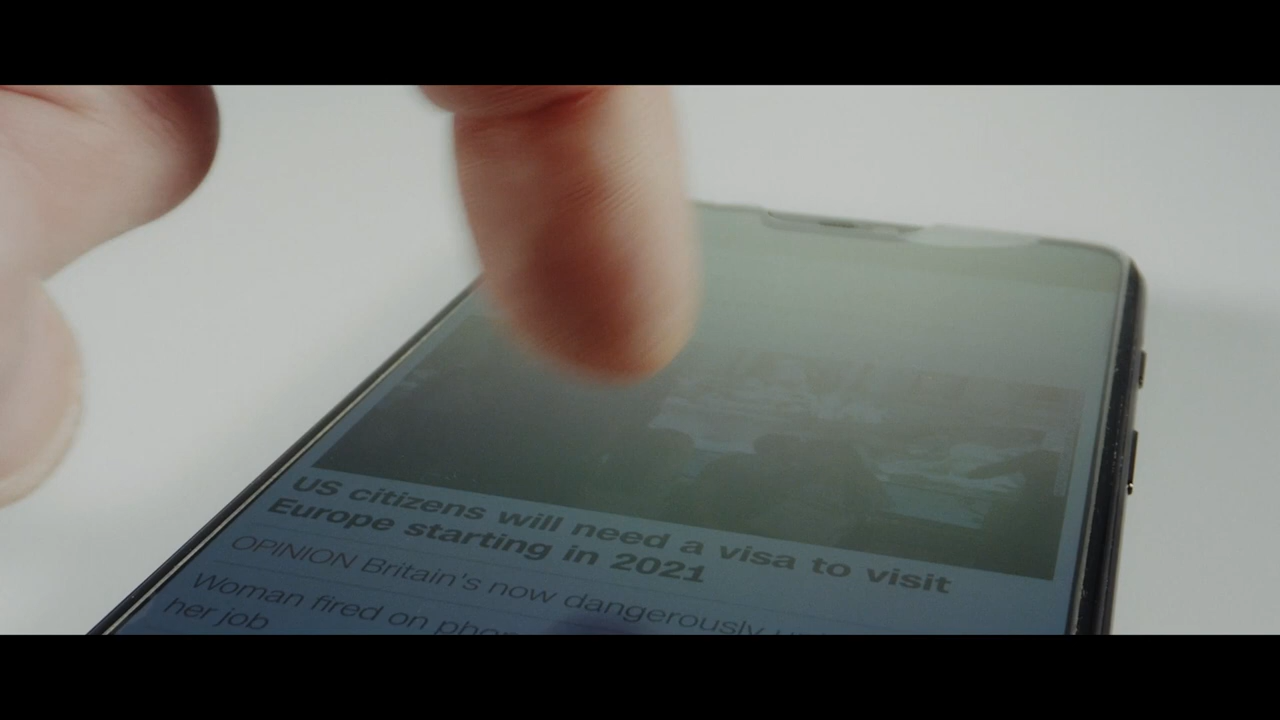 US citizens will need a visa to visit
Europe starting in 2021
OPINION Britain's now dangerously
Woman fired on
her job